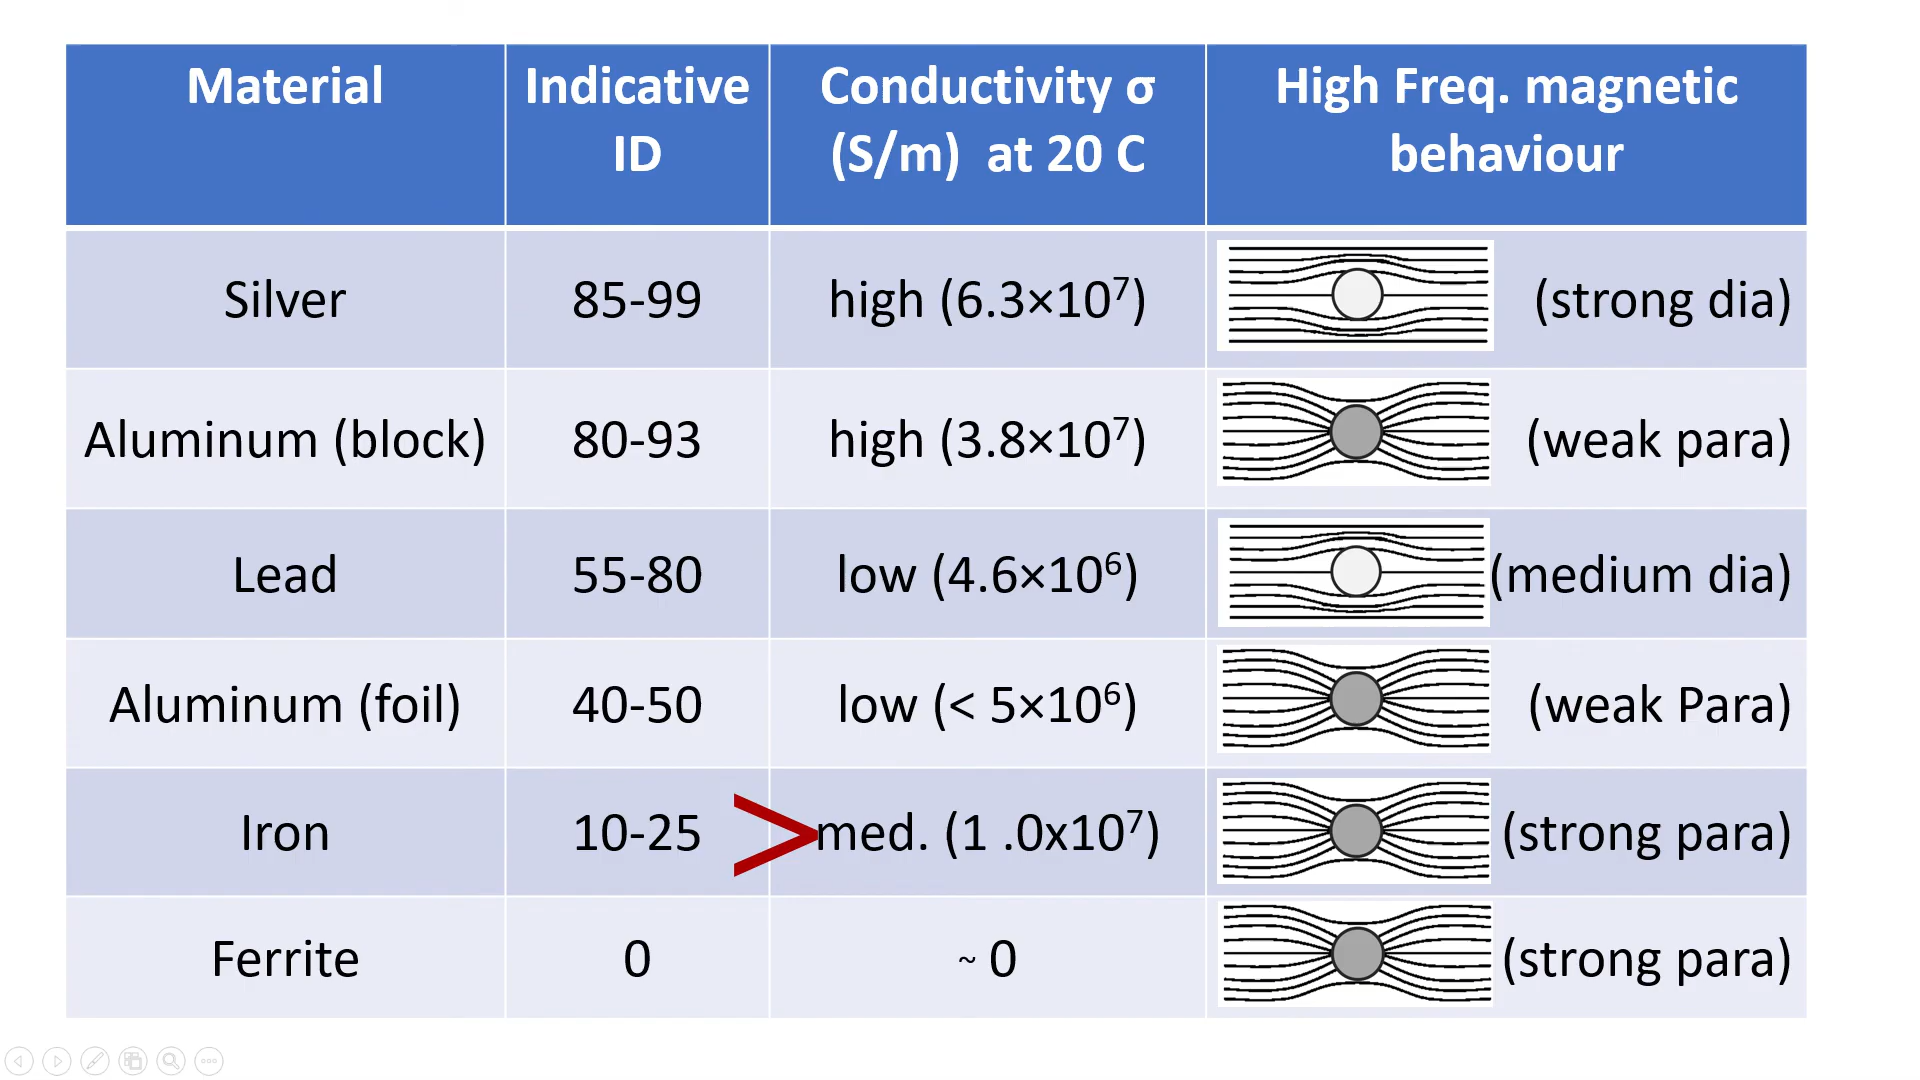 Material
Indicative
ID
Conductivity σ
(S/m)  at 20 C
High Freq. magnetic
behaviour
Silver
85-99
high (6.3×10⁷)
(strong dia)
Aluminum (block)
80-93
high (3.8×10⁷)
(weak para)
Lead
55-80
low (4.6×10⁶)
(medium dia)
Aluminum (foil)
40-50
low (< 5×10⁶)
(weak Para)
Iron
10-25
>
med. (1 .0x10⁷)
(strong para)
Ferrite
0
~ 0
(strong para)